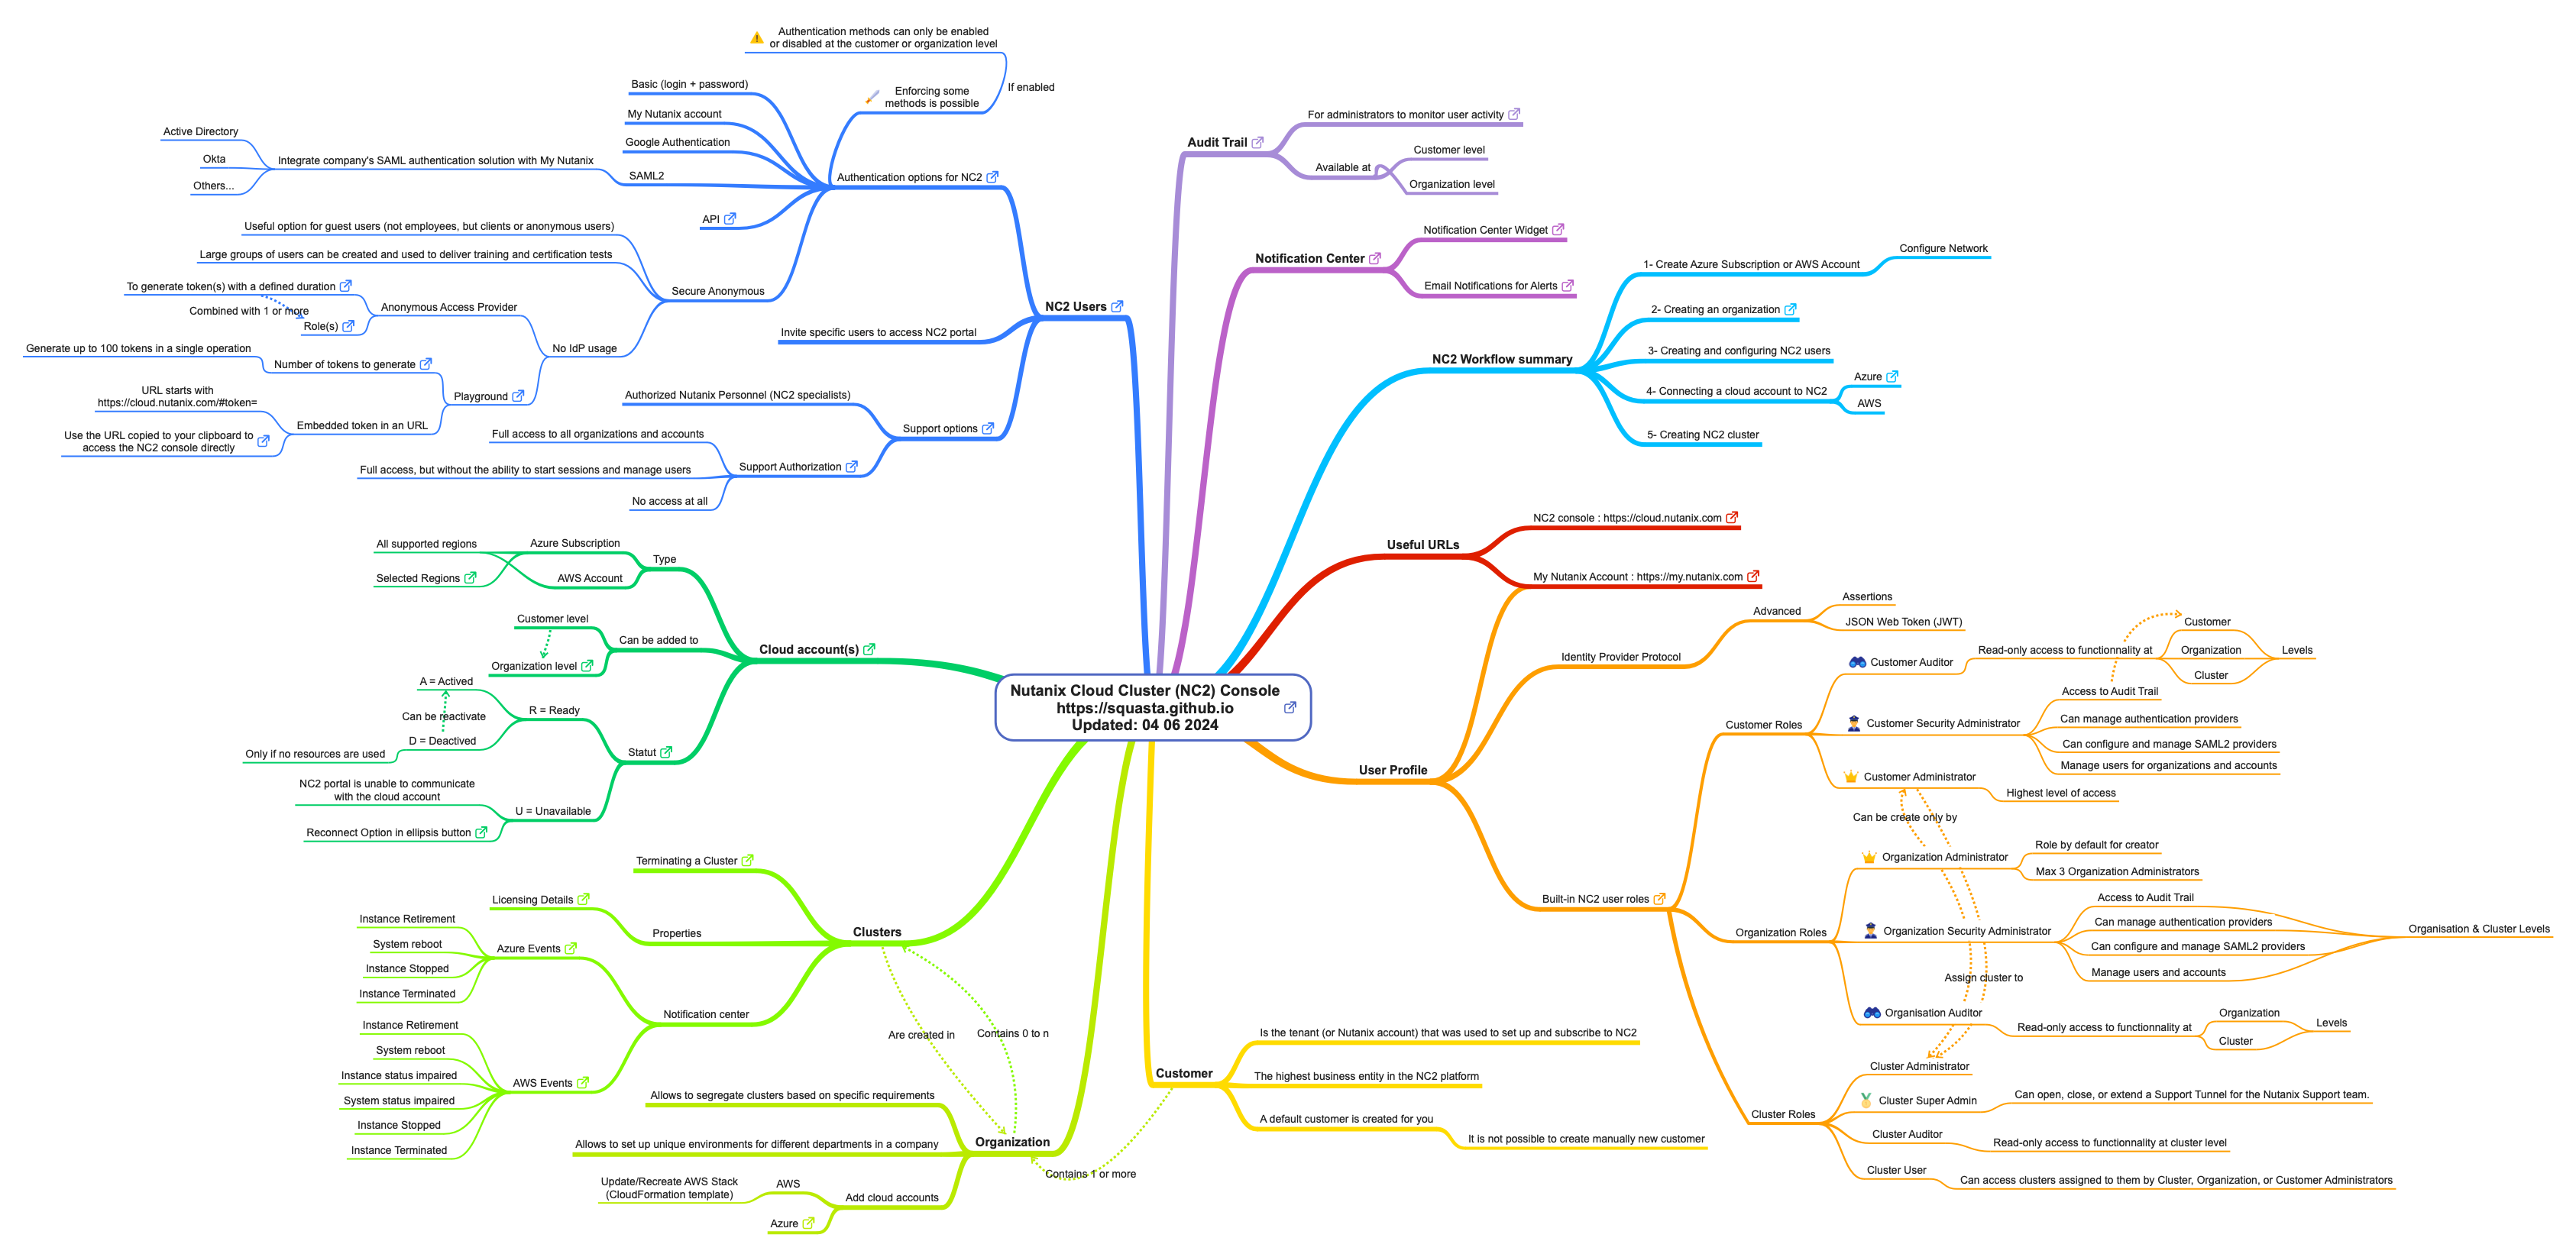 Nutanix Cloud Cluster (NC2) Console
https://squasta.github.io
Updated: 04 06 2024
Audit Trail
For administrators to monitor user activity
Available at
Customer level
Organization level
Notification Center
Notification Center Widget
Email Notifications for Alerts
NC2 Workflow summary
1- Create Azure Subscription or AWS Account
Configure Network
2- Creating an organization
3- Creating and configuring NC2 users
4- Connecting a cloud account to NC2
Azure
AWS
5- Creating NC2 cluster
Useful URLs
NC2 console : https://cloud.nutanix.com
My Nutanix Account : https://my.nutanix.com
User Profile
Identity Provider Protocol
Advanced
Assertions
JSON Web Token (JWT)
Built-in NC2 user roles
Customer Roles
Customer Auditor
Read-only access to functionnality at
Customer
Organization
Cluster
Levels
Customer Security Administrator
Access to Audit Trail
Can manage authentication providers
Can configure and manage SAML2 providers
Manage users for organizations and accounts
Customer Administrator
Highest level of access
Can be create only by
Organization Roles
Organization Administrator
Role by default for creator
Max 3 Organization Administrators
Organization Security Administrator
Access to Audit Trail
Can manage authentication providers
Can configure and manage SAML2 providers
Manage users and accounts
Organisation & Cluster Levels
Assign cluster to
Organisation Auditor
Read-only access to functionnality at
Organization
Cluster
Levels
Cluster Roles
Cluster Administrator
Cluster Super Admin
Can open, close, or extend a Support Tunnel for the Nutanix Support team.
Cluster Auditor
Read-only access to functionnality at cluster level
Cluster User
Can access clusters assigned to them by Cluster, Organization, or Customer Administrators
Customer
Is the tenant (or Nutanix account) that was used to set up and subscribe to NC2
The highest business entity in the NC2 platform
A default customer is created for you
It is not possible to create manually new customer
Contains 1 or more
Organization
Allows to segregate clusters based on specific requirements
Allows to set up unique environments for different departments in a company
Add cloud accounts
AWS
Update/Recreate AWS Stack
(CloudFormation template)
Azure
Contains 0 to n
Are created in
Clusters
Terminating a Cluster
Properties
Licensing Details
Notification center
Azure Events
Instance Retirement
System reboot
Instance Stopped
Instance Terminated
AWS Events
Instance Retirement
System reboot
Instance status impaired
System status impaired
Instance Stopped
Instance Terminated
Cloud account(s)
Type
Azure Subscription
AWS Account
All supported regions
Selected Regions
Can be added to
Customer level
Organization level
Statut
R = Ready
A = Actived
Can be reactivate
D = Deactived
Only if no resources are used
U = Unavailable
NC2 portal is unable to communicate
with the cloud account
Reconnect Option in ellipsis button
NC2 Users
Authentication options for NC2
Authentication methods can only be enabled
or disabled at the customer or organization level
If enabled
Enforcing some
methods is possible
Basic (login + password)
My Nutanix account
Google Authentication
SAML2
Integrate company's SAML authentication solution with My Nutanix
Active Directory
Okta
Others...
API
Secure Anonymous
Useful option for guest users (not employees, but clients or anonymous users)
Large groups of users can be created and used to deliver training and certification tests
No IdP usage
Anonymous Access Provider
To generate token(s) with a defined duration
Combined with 1 or more
Role(s)
Playground
Number of tokens to generate
Generate up to 100 tokens in a single operation
Embedded token in an URL
URL starts with
https://cloud.nutanix.com/#token=
Use the URL copied to your clipboard to
access the NC2 console directly
Invite specific users to access NC2 portal
Support options
Authorized Nutanix Personnel (NC2 specialists)
Support Authorization
Full access to all organizations and accounts
Full access, but without the ability to start sessions and manage users
No access at all